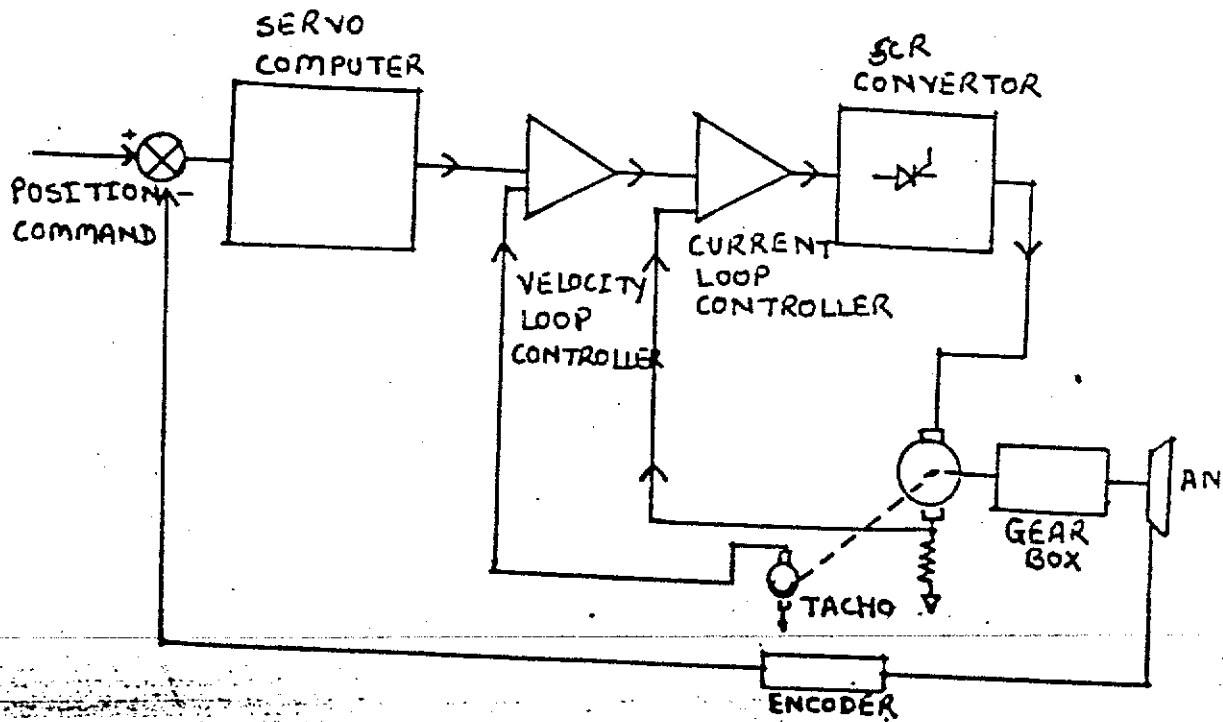 SERVO
COMPUTER
SCR
CONVERTOR
+
POSITION -
COMMAND
VELOCITY
LOOP
CONTROLLER
CURRENT
LOOP
CONTROLLER
AN
GEAR
BOX
TACHO
ENCODER